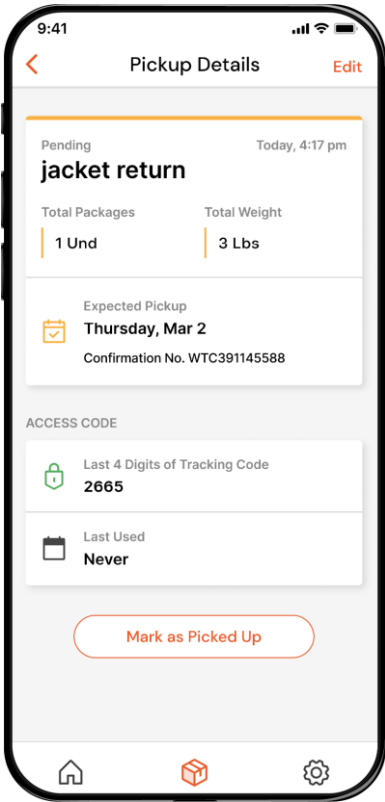 9:41
Pickup Details
Edit
Pending
Today, 4:17 pm
jacket return
Total Packages
Total Weight
1 Und
3 Lbs
Expected Pickup
Thursday, Mar 2
Confirmation No. WTC391145588
ACCESS CODE
Last 4 Digits of Tracking Code
2665
Last Used
Never
Mark as Picked Up